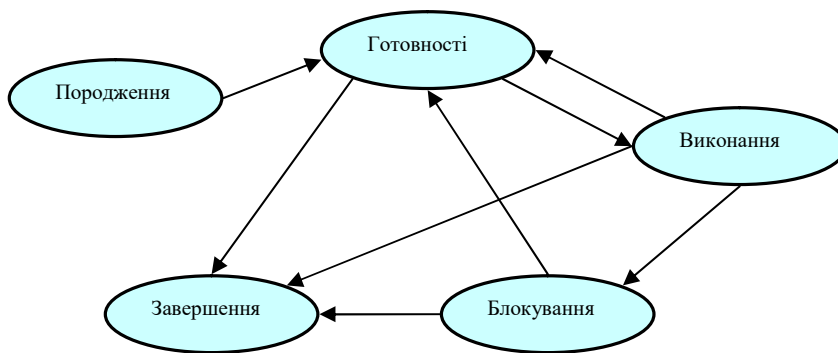 Готовності
Породження
Виконання
Завершення
Блокування